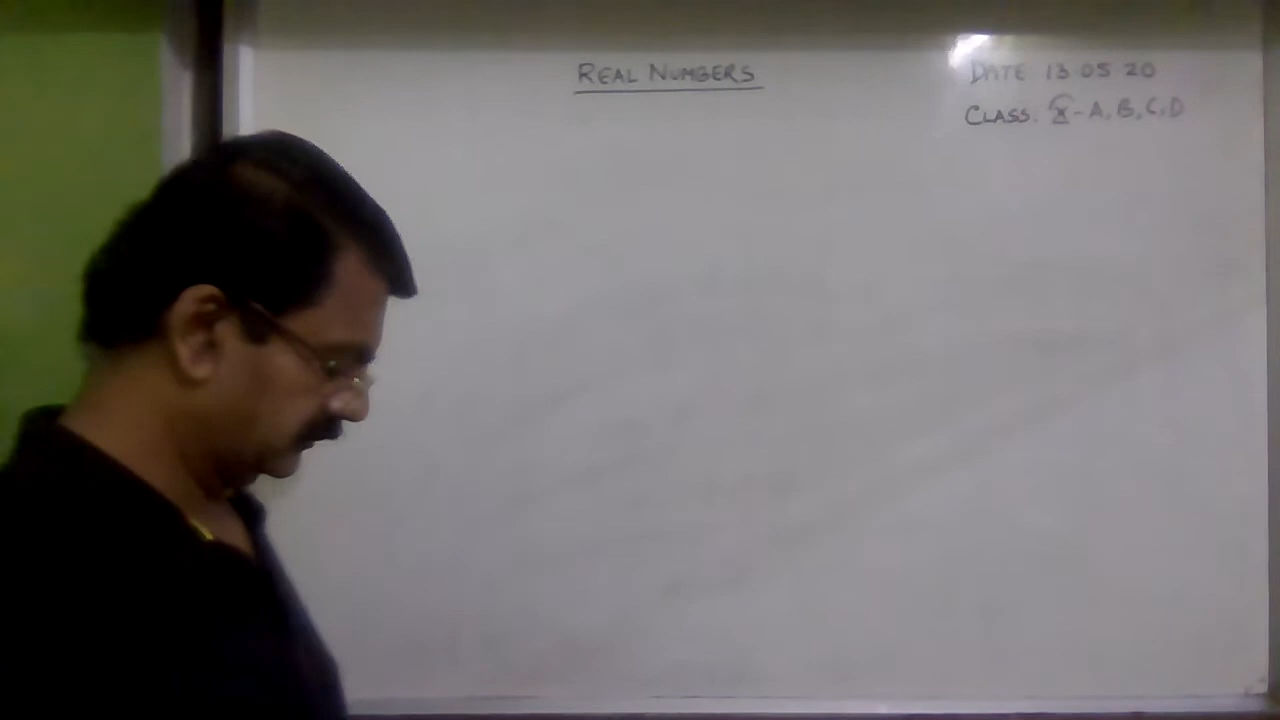 REAL NUMBERS
DATE 13 05 20
CLASS. X - A, B, C, D